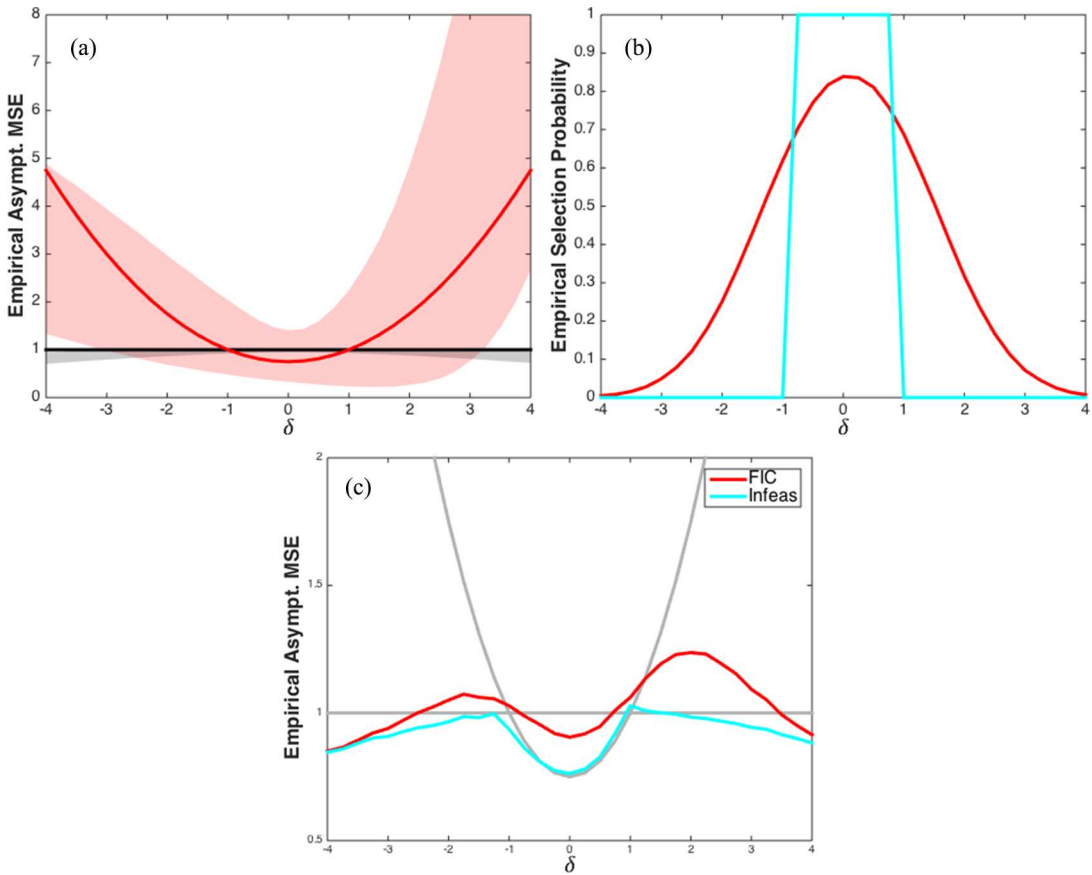 (a)
Empirical Asympt. MSE
8
7
6
5
4
3
2
1
0
-4 -3 -2 -1 0 1 2 3 4
δ
(b)
Empirical Selection Probability
1
0.9
0.8
0.7
0.6
0.5
0.4
0.3
0.2
0.1
0
-4 -3 -2 -1 0 1 2 3 4
δ
(c)
FIC
Infeas
Empirical Asympt. MSE
2
1.5
1
0.5
-4 -3 -2 -1 0 1 2 3 4
δ